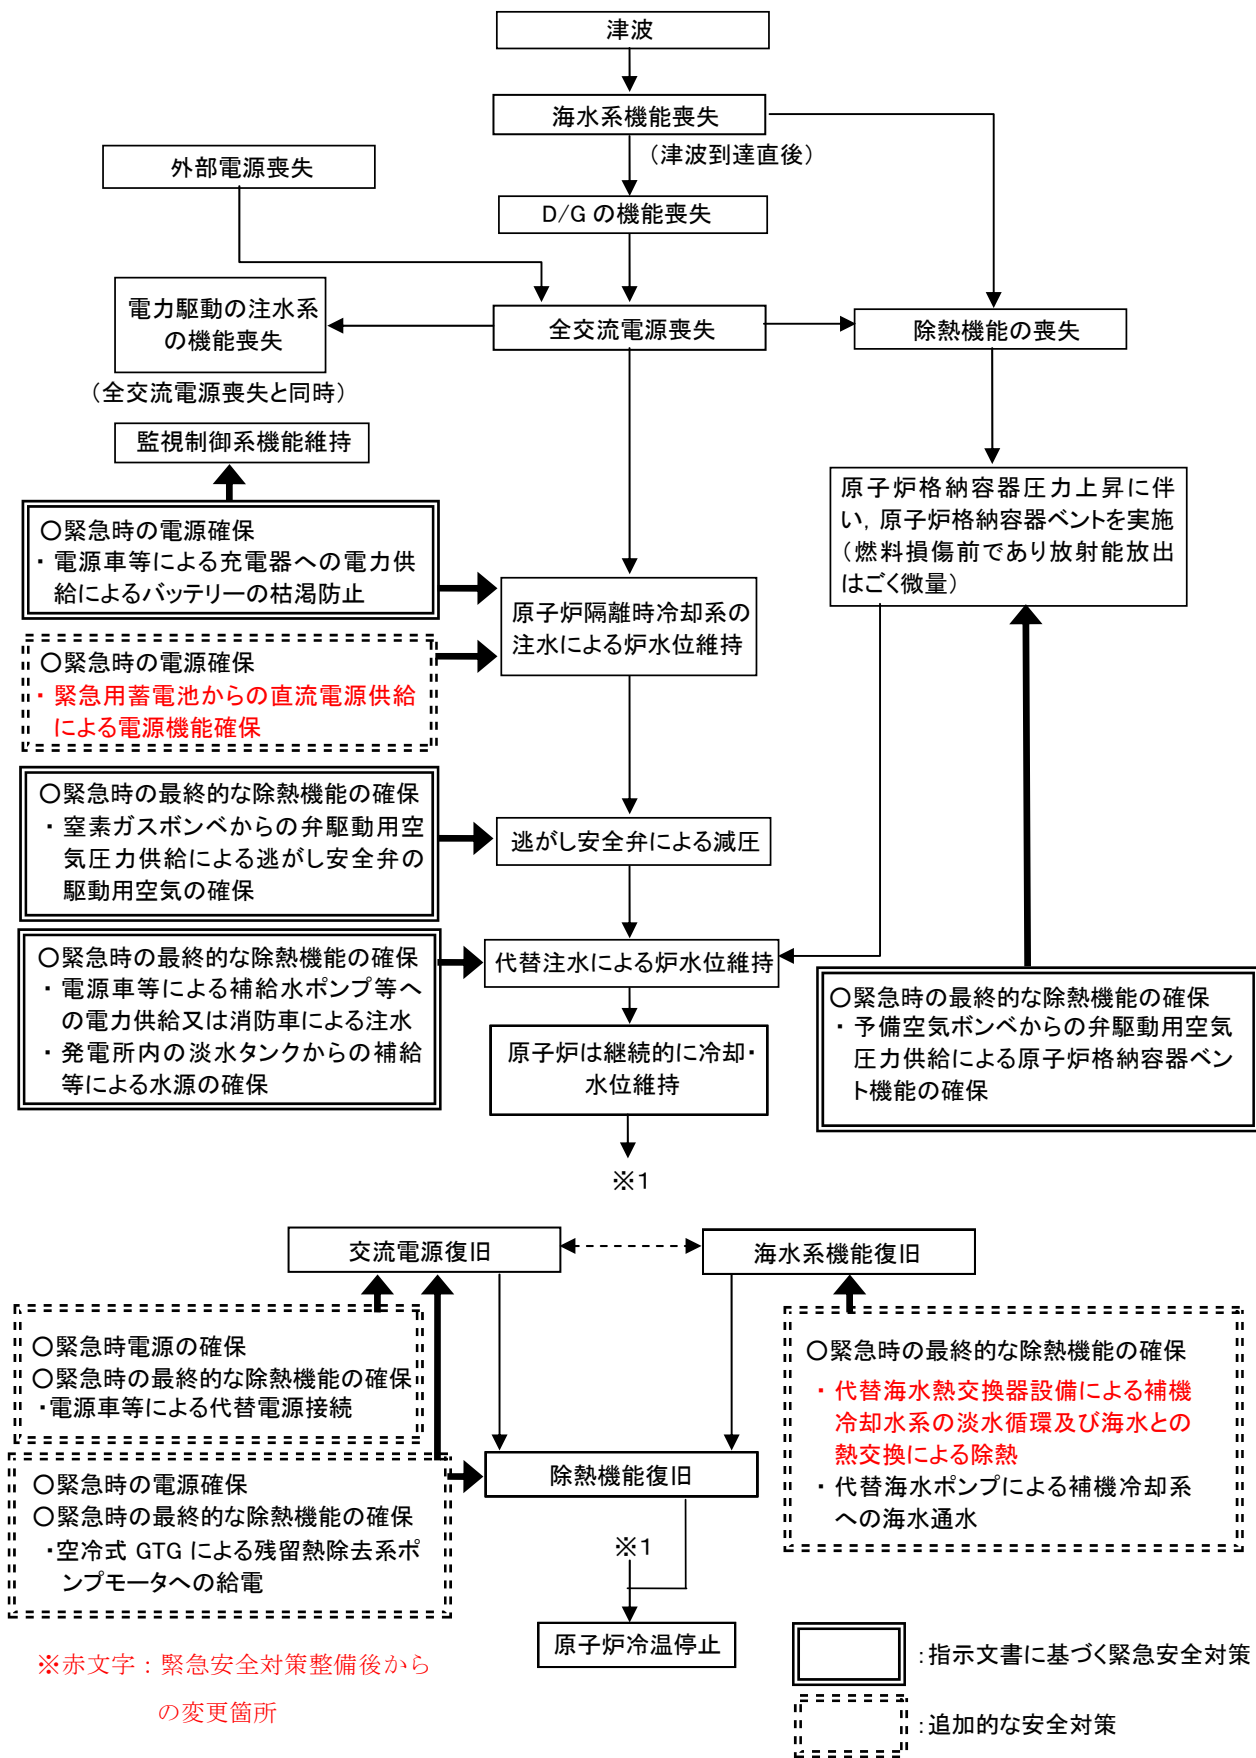 津波
海水系機能喪失
（津波到達直後）
外部電源喪失
D/G の機能喪失
電力駆動の注水系
の機能喪失
全交流電源喪失
除熱機能の喪失
（全交流電源喪失と同時）
監視制御系機能維持
○緊急時の電源確保
・電源車等による充電器への電力供
給によるバッテリーの枯渇防止
原子炉格納容器圧力上昇に伴
い，原子炉格納容器ベントを実施
（燃料損傷前であり放射能放出
はごく微量）
原子炉隔離時冷却系の
注水による炉水位維持
○緊急時の電源確保
・緊急用蓄電池からの直流電源供給
による電源機能確保
○緊急時の最終的な除熱機能の確保
・窒素ガスボンベからの弁駆動用空
気圧力供給による逃がし安全弁の
駆動用空気の確保
逃がし安全弁による減圧
○緊急時の最終的な除熱機能の確保
・電源車等による補給水ポンプ等へ
の電力供給又は消防車による注水
・発電所内の淡水タンクからの補給
等による水源の確保
代替注水による炉水位維持
○緊急時の最終的な除熱機能の確保
・予備空気ボンベからの弁駆動用空気
圧力供給による原子炉格納容器ベン
ト機能の確保
原子炉は継続的に冷却・
水位維持
※1
交流電源復旧
海水系機能復旧
○緊急時電源の確保
○緊急時の最終的な除熱機能の確保
・電源車等による代替電源接続
○緊急時の最終的な除熱機能の確保
・代替海水熱交換器設備による補機
冷却水系の淡水循環及び海水との
熱交換による除熱
・代替海水ポンプによる補機冷却系
への海水通水
○緊急時の電源確保
○緊急時の最終的な除熱機能の確保
・空冷式 GTG による残留熱除去系ポ
ンプモータへの給電
除熱機能復旧
※1
原子炉冷温停止
※赤文字：緊急安全対策整備後から
の変更箇所
：指示文書に基づく緊急安全対策
：追加的な安全対策